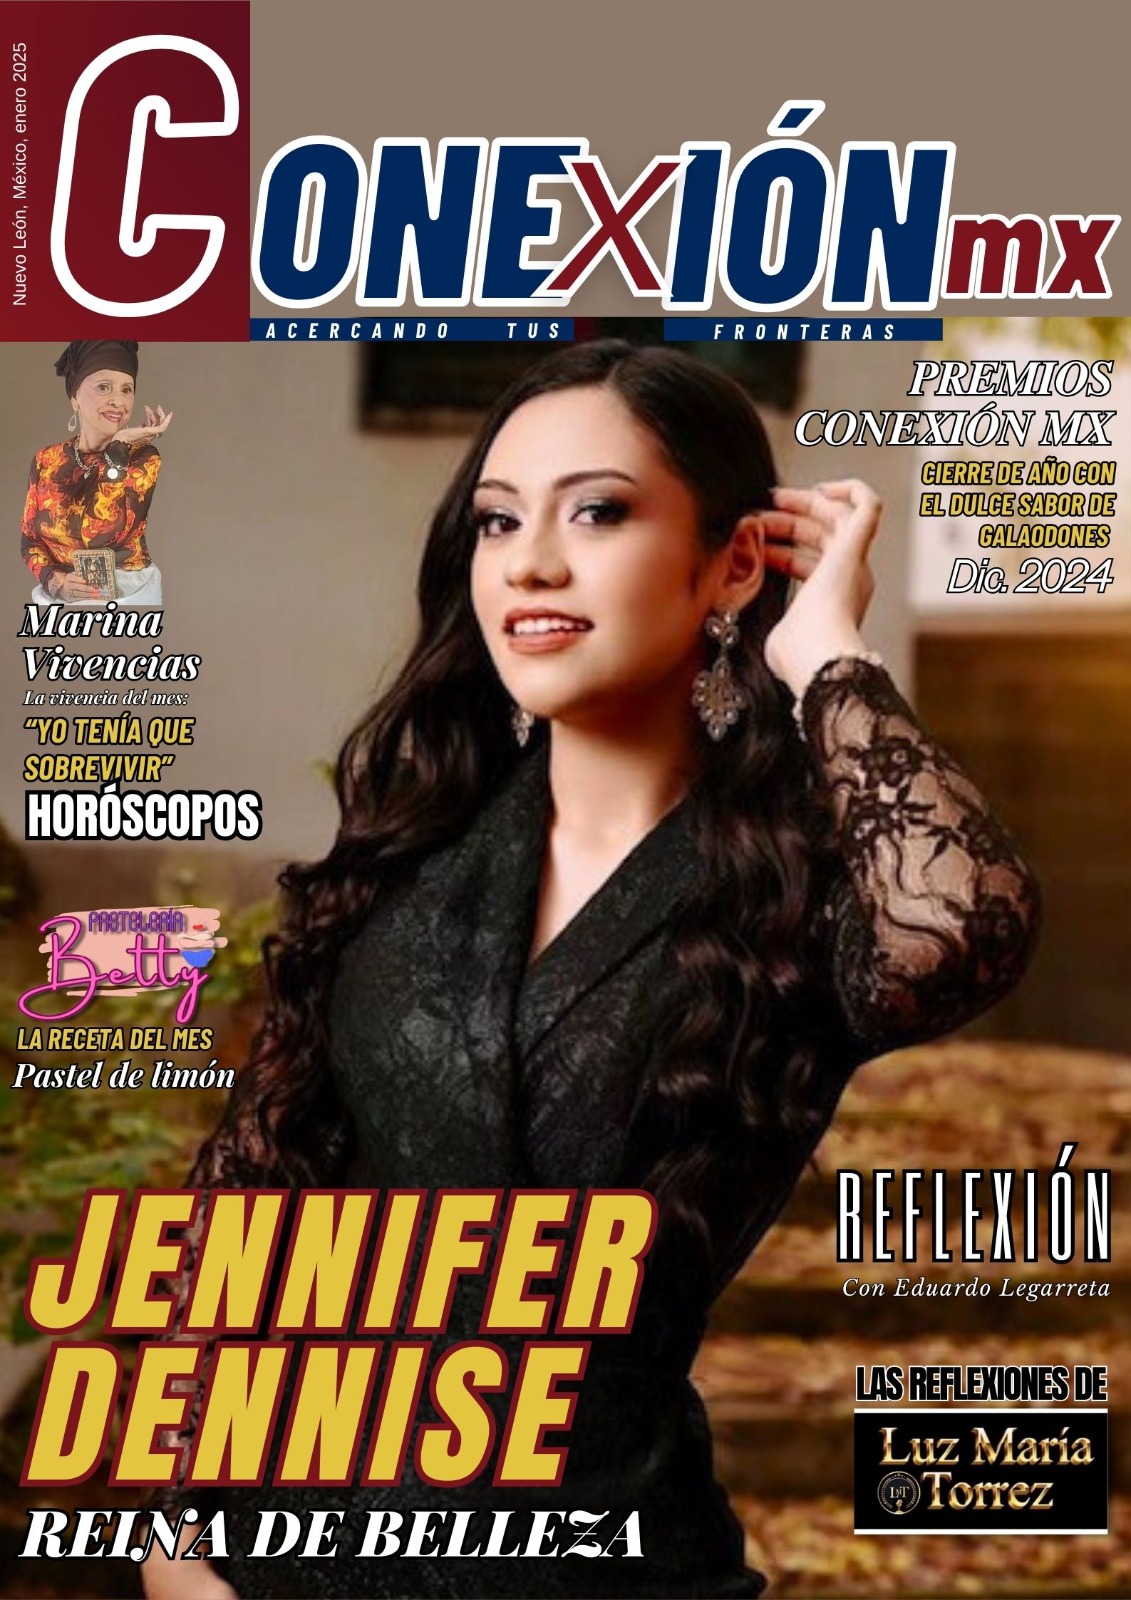 Nuevo León, México, enero 2025
CONEXIÓN mx
ACERCANDO TUS FRONTERAS
PREMIOS
CONEXIÓN MX
CIERRE DE AÑO CON
EL DULCE SABOR DE
GALAODONES
Dic. 2024
Marina
Vivencias
La vivencia del mes:
“YO TENÍA QUE
SOBREVIVIR”
HORÓSCOPOS
PASTELERÍA
Betty
LA RECETA DEL MES
Pastel de limón
JENNIFER
DENNISE
REINA DE BELLEZA
REFLEXIÓN
Con Eduardo Legarreta
LAS REFLEXIONES DE
Luz María
Torrez